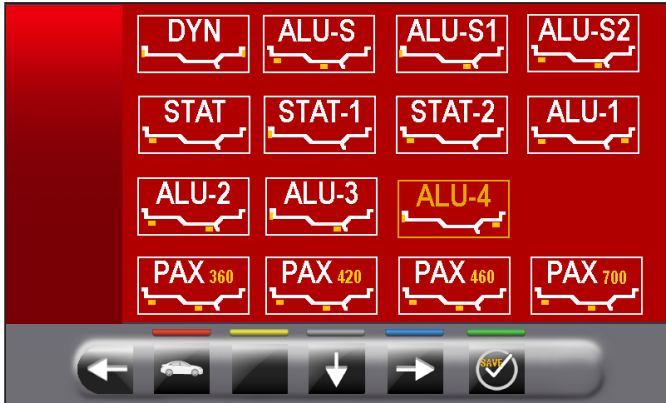 DYN ALU-S ALU-S1 ALU-S2
STAT STAT-1 STAT-2 ALU-1
ALU-2 ALU-3 ALU-4
PAX 360 PAX 420 PAX 460 PAX 700
SAVE